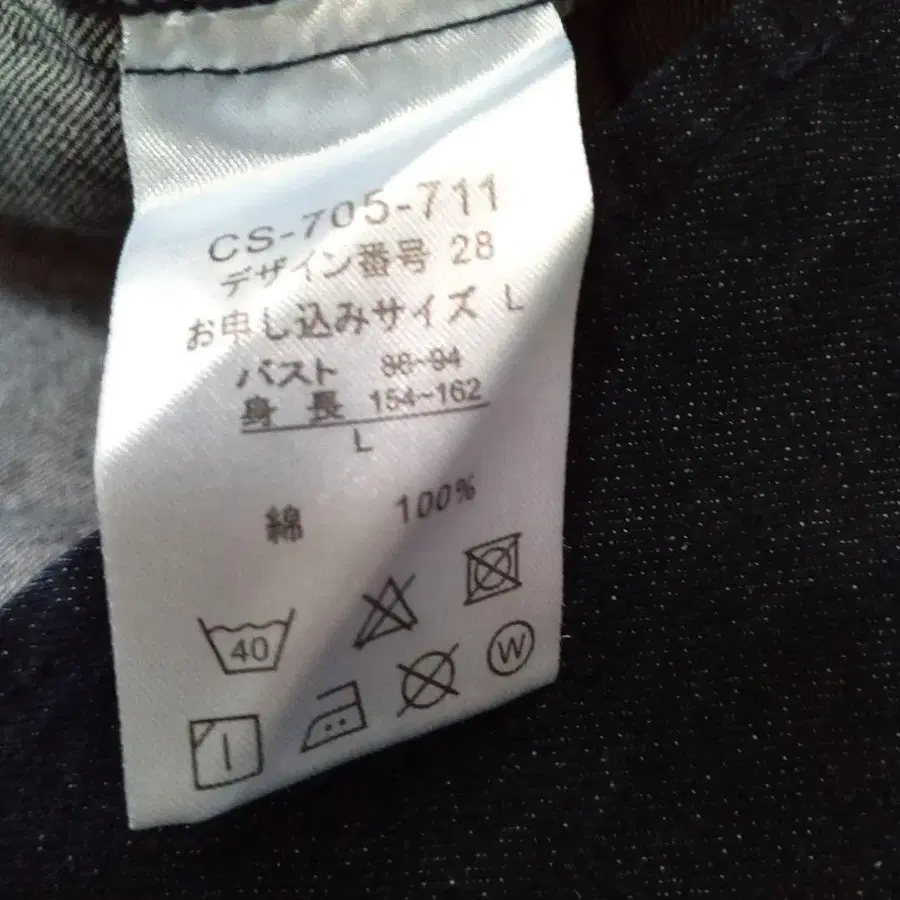 CS-705-711
デザイン番号 28
お申し込みサイズ L
バスト 86~94
身長 154~162
L
綿 100%
40
W